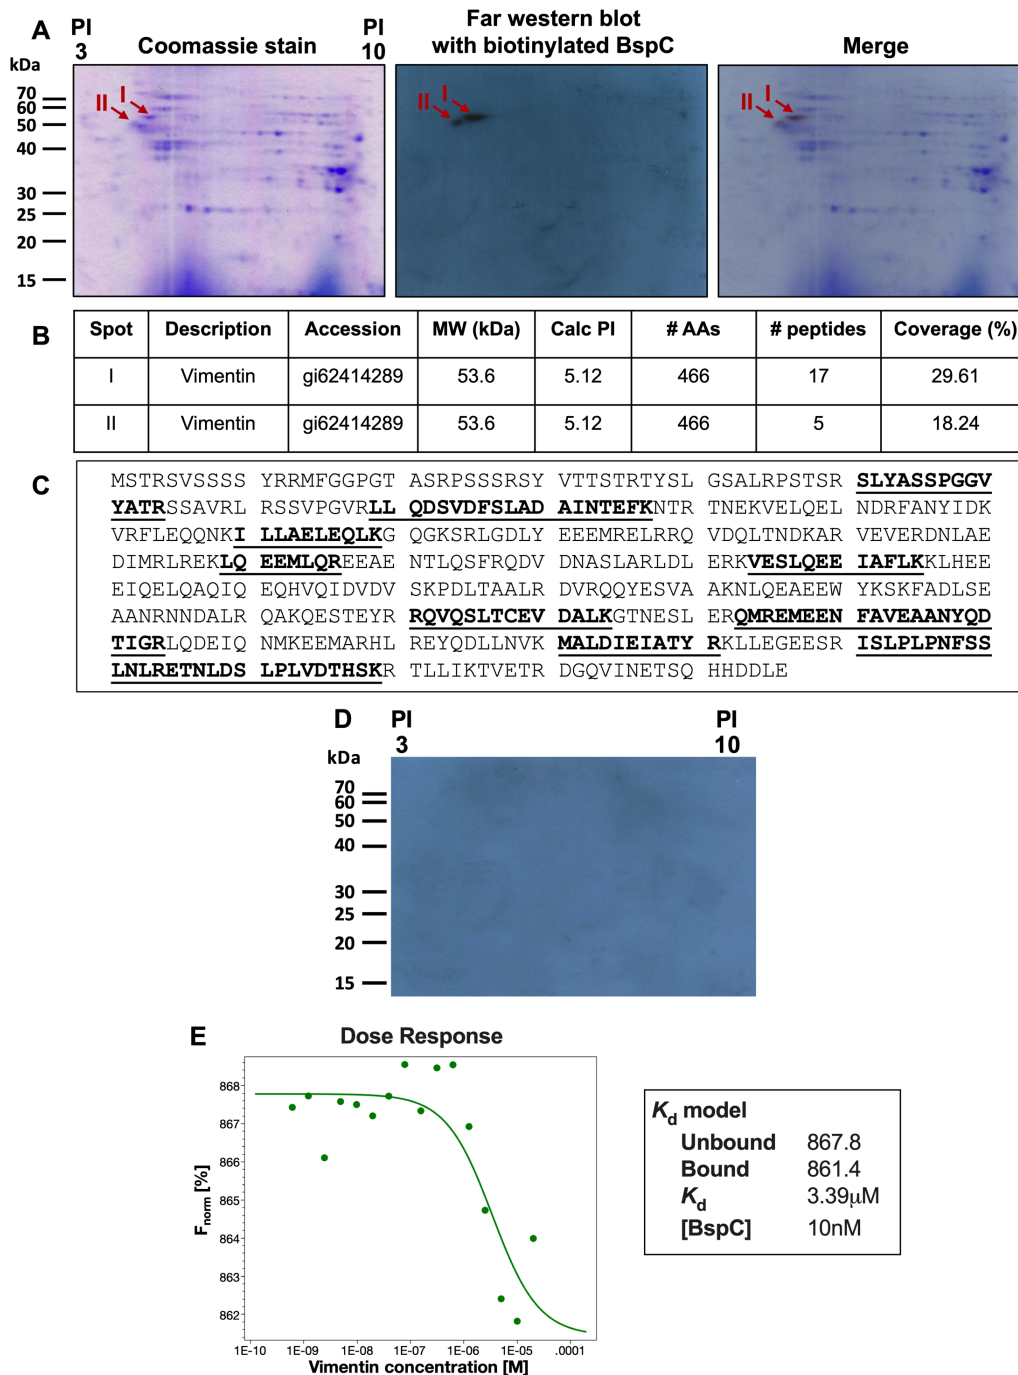 A
PI
3
Coomassie stain
PI
10
Far western blot
with biotinylated BspC
Merge
kDa
70
60
50
40
30
25
20
15
I
II
I
II
I
II
B
Spot Description Accession MW (kDa) Calc PI # AAs # peptides Coverage (%)
I Vimentin gi62414289 53.6 5.12 466 17 29.61
II Vimentin gi62414289 53.6 5.12 466 5 18.24
C
MSTRSVSSSS YRRMFGGPGT ASRPSSSRSY VTTSTRTYSL GSALRPSTSR SLYASSPGGV
YATRSSAVRL RSSVPGVRLL QDSVDFSLAD AINTEFKNTR TNEKVELQEL NDRFANYIDK
VRFLEQQNKI LLAELEQLKG QGKSRLGDLY EEEMRELRRQ VDQLTNDKAR VEVERDNLAE
DIMRLREKLQ EEMLQREEAE NTLQSFRQDV DNASLARLDL ERKVESLQEE IAFLKKLHEE
EIQELQAQIQ EQHVQIDVDV SKPDLTAALR DVRQQYESVA AKNLQEAEEW YKSKFADLSE
AANRNNDALR QAKQESTEYR RQVQSLTCEV DALKGTNESL ERQMREMEEN FAVEAANYQD
TIGRLQDEIQ NMKEEMARHL REYQDLLNVK MALDIEIATY RKLLEGEESR ISLPLPNFSS
LNLRETNLDS LPLVDTHSKR TLLIKTVETR DGQVINETSQ HHDDLE
D
PI
3
PI
10
kDa
70
60
50
40
30
25
20
15
E
Dose Response
Fnorm [%]
868
867
866
865
864
863
862
1E-10 1E-09 1E-08 1E-07 1E-06 1E-05 .0001
Vimentin concentration [M]
Kd model
Unbound 867.8
Bound 861.4
Kd 3.39μM
[BspC] 10nM